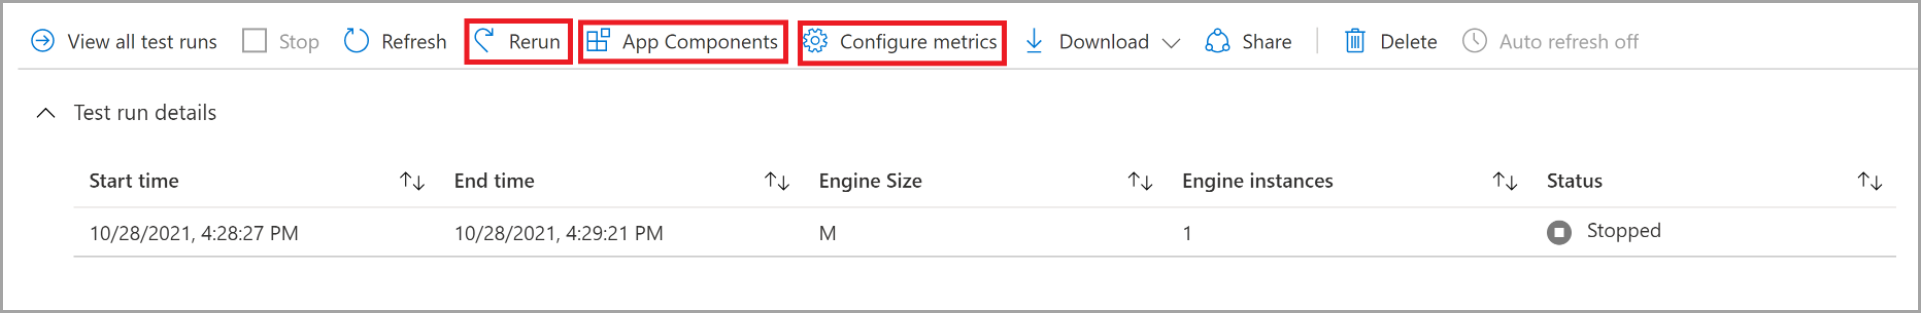 View all test runs Stop Refresh Rerun App Components Configure metrics Download Share Delete Auto refresh off
Test run details
Start time End time Engine Size Engine instances Status
10/28/2021, 4:28:27 PM 10/28/2021, 4:29:21 PM M 1 Stopped